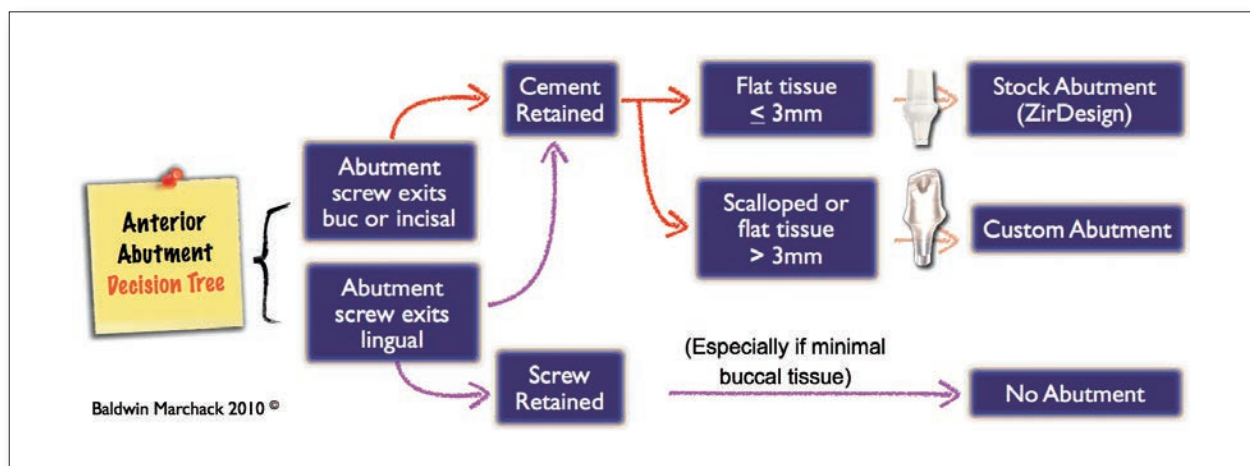 Anterior
Abutment
Decision Tree
Abutment
screw exits
buc or incisal
Abutment
screw exits
lingual
Cement
Retained
Screw
Retained
Flat tissue
≤ 3mm
Scalloped or
flat tissue
> 3mm
(Especially if minimal
buccal tissue)
Stock Abutment
(ZirDesign)
Custom Abutment
No Abutment
Baldwin Marchack 2010 ©